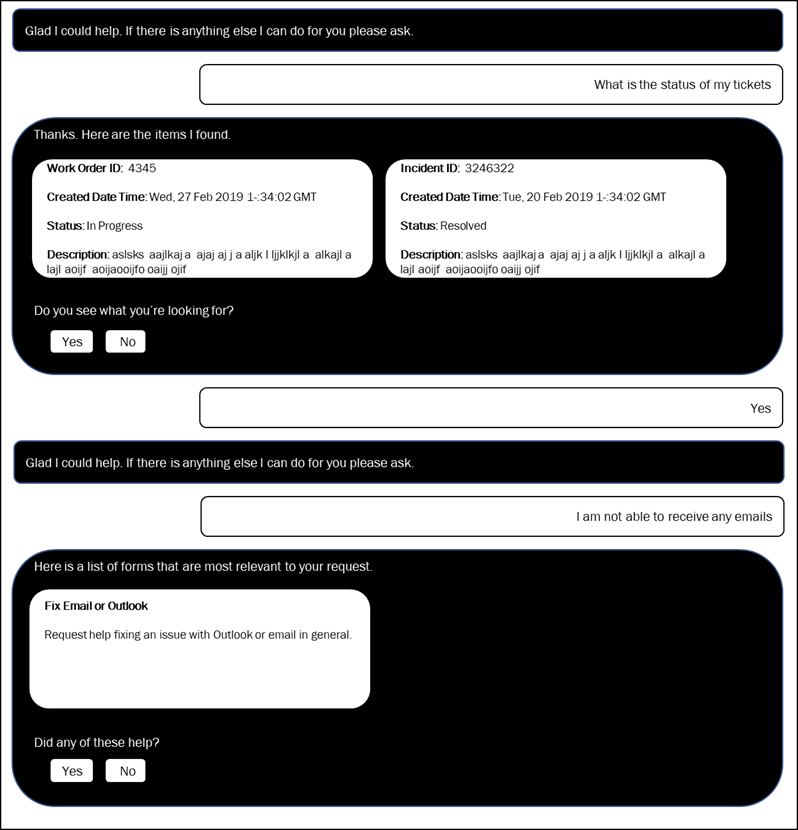 Glad I could help. If there is anything else I can do for you please ask.
What is the status of my tickets
Thanks. Here are the items I found.
Work Order ID: 4345
Created Date Time: Wed, 27 Feb 2019 1-:34:02 GMT
Status: In Progress
Description: aslsks aajlkaj a ajaj aj j a aljk l ljjklkjl a alkajl a
lajl aoijf aoijaooijfo oaijj ojif
Incident ID: 3246322
Created Date Time: Tue, 20 Feb 2019 1-:34:02 GMT
Status: Resolved
Description: aslsks aajlkaj a ajaj aj j a aljk l ljjklkjl a alkajl a
lajl aoijf aoijaooijfo oaijj ojif
Do you see what you're looking for?
Yes No
Yes
Glad I could help. If there is anything else I can do for you please ask.
I am not able to receive any emails
Here is a list of forms that are most relevant to your request.
Fix Email or Outlook
Request help fixing an issue with Outlook or email in general.
Did any of these help?
Yes No